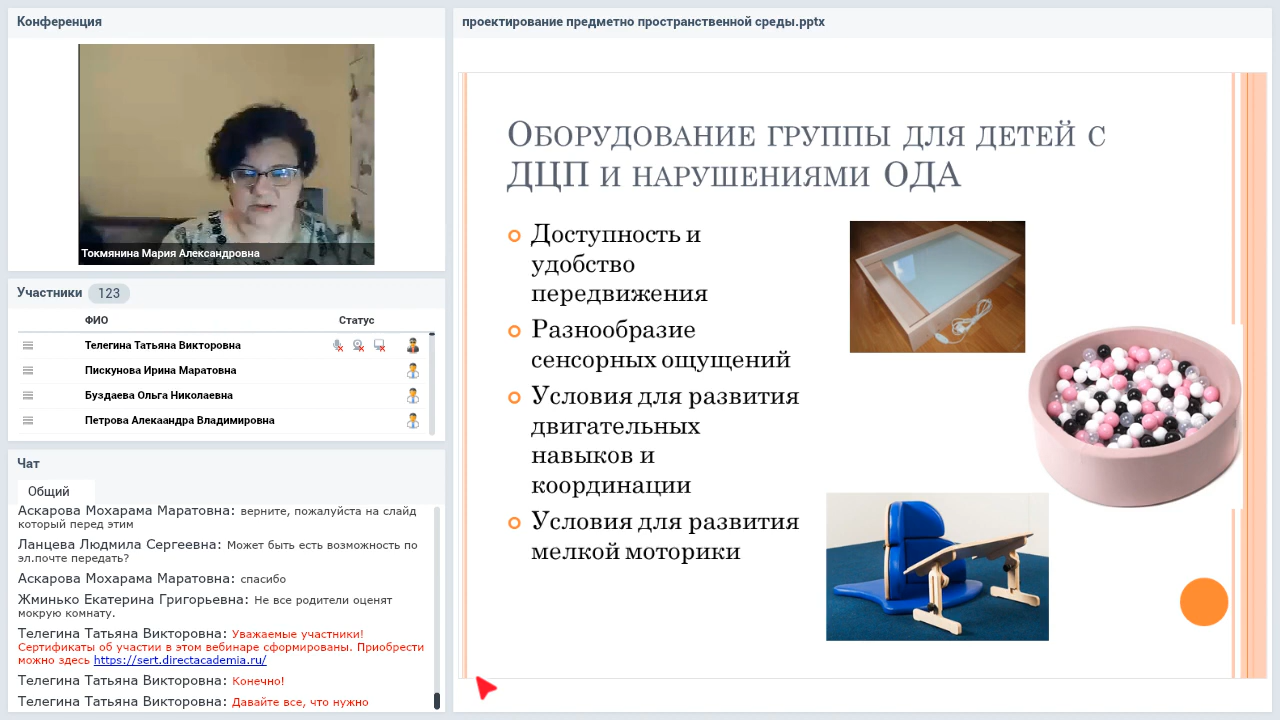 Конференция
Токмянина Мария Александровна
Участники 123
ФИО Статус
Телегина Татьяна Викторовна
Пискунова Ирина Маратовна
Буздаева Ольга Николаевна
Петрова Алекаандра Владимировна
Чат
Общий
Аскарова Мохарама Маратовна: верните, пожалуйста на слайд
который перед этим
Ланцева Людмила Сергеевна: Может быть есть возможность по
эл.почте передать?
Аскарова Мохарама Маратовна: спасибо
Жминько Екатерина Григорьевна: Не все родители оценят
мокрую комнату.
Телегина Татьяна Викторовна: Уважаемые участники!
Сертификаты об участии в этом вебинаре сформированы. Приобрести
можно здесь https://sert.directacademia.ru/
Телегина Татьяна Викторовна: Конечно!
Телегина Татьяна Викторовна: Давайте все, что нужно
проектирование предметно пространственной среды.pptx
Оборудование группы для детей с
ДЦП и нарушениями ОДА
Доступность и
удобство
передвижения
Разнообразие
сенсорных ощущений
Условия для развития
двигательных
навыков и
координации
Условия для развития
мелкой моторики